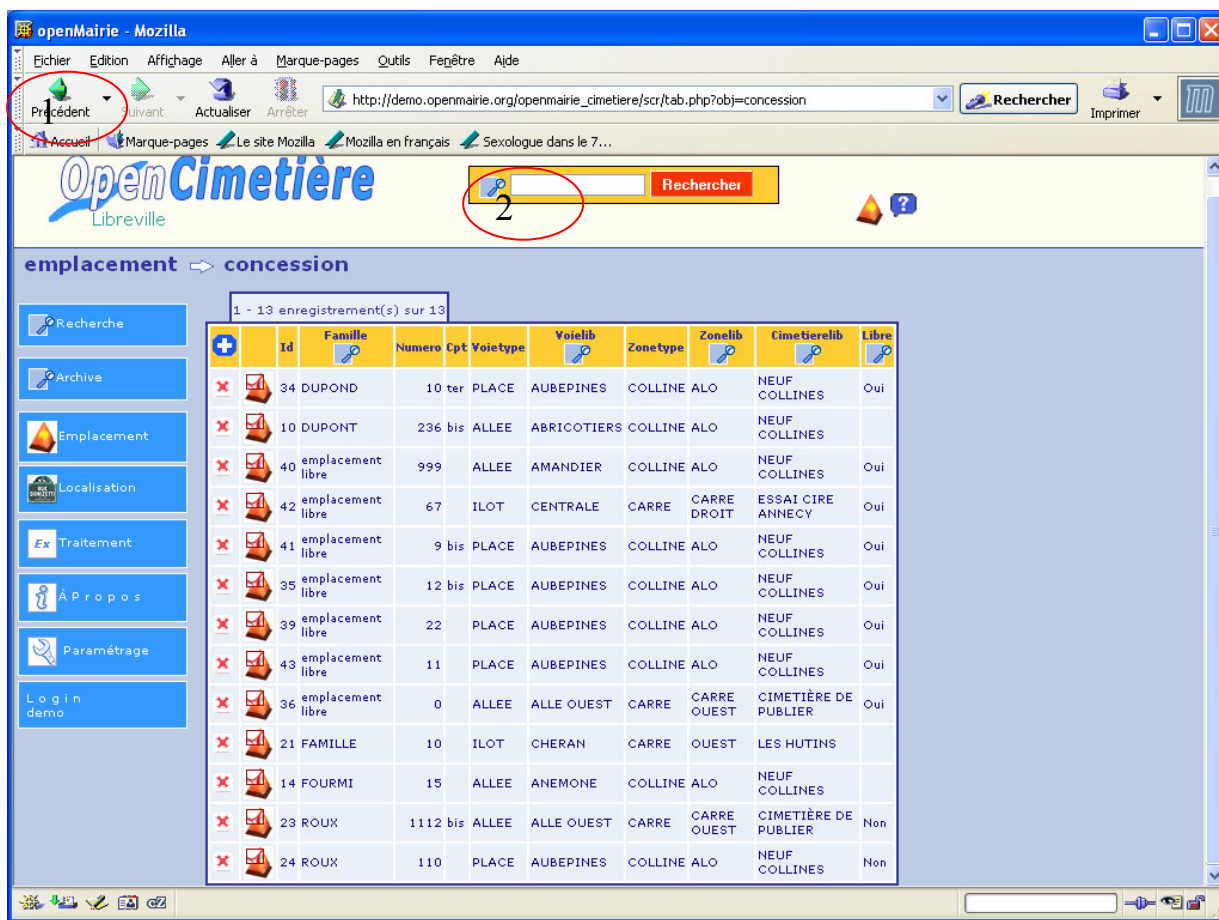 openMairie - Mozilla
Fichier Edition Affichage Aller à Marque-pages Outils Fenêtre Aide
1
Précédent Suivant Actualiser Arrêter http://demo.openmairie.org/openmairie_cimetiere/scr/tab.php?obj=concession Rechercher Imprimer
Accueil Marque-pages Le site Mozilla Mozilla en français Sexologue dans le 7...
OpenCimetière
Libreville
Rechercher
2
emplacement concession
1 - 13 enregistrement(s) sur 13
Recherche
Archive
Emplacement
Localisation
Ex Traitement
À Propos
Paramétrage
Login
demo
Id Famille Numero Cpt Voietype Voielib Zonetype Zonelib Cimetierelib Libre
34 DUPOND 10 ter PLACE AUBEPINES COLLINE ALO NEUF COLLINES Oui
10 DUPONT 236 bis ALLEE ABRICOTIERS COLLINE ALO NEUF COLLINES
40 emplacement libre 999 ALLEE AMANDIER COLLINE ALO NEUF COLLINES Oui
42 emplacement libre 67 ILOT CENTRALE CARRE CARRE DROIT ESSAI CIRE ANNECY Oui
41 emplacement libre 9 bis PLACE AUBEPINES COLLINE ALO NEUF COLLINES Oui
35 emplacement libre 12 bis PLACE AUBEPINES COLLINE ALO NEUF COLLINES Oui
39 emplacement libre 22 PLACE AUBEPINES COLLINE ALO NEUF COLLINES Oui
43 emplacement libre 11 PLACE AUBEPINES COLLINE ALO NEUF COLLINES Oui
36 emplacement libre 0 ALLEE ALLE OUEST CARRE CARRE OUEST CIMETIÈRE DE PUBLIER Oui
21 FAMILLE 10 ILOT CHERAN CARRE OUEST LES HUTINS
14 FOURMI 15 ALLEE ANEMONE COLLINE ALO NEUF COLLINES
23 ROUX 1112 bis ALLEE ALLE OUEST CARRE CARRE OUEST CIMETIÈRE DE PUBLIER Non
24 ROUX 110 PLACE AUBEPINES COLLINE ALO NEUF COLLINES Non